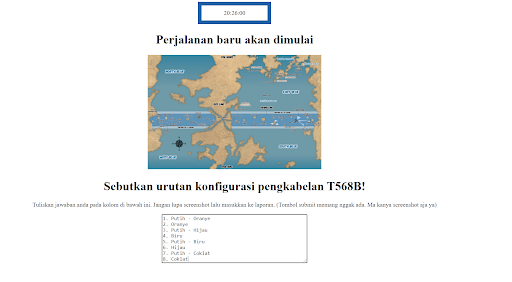 20:26:00
Perjalanan baru akan dimulai
Sebutkan urutan konfigurasi pengkabelan T568B!
Tuliskan jawaban anda pada kolom di bawah ini. Jangan lupa screenshot lalu masukkan ke laporan. (Tombol submit memang nggak ada. Ma kanya screenshot aja ya)
1. Putih - Oranye
2. Oranye
3. Putih - Hijau
4. Biru
5. Putih - Biru
6. Hijau
7. Putih - Coklat
8. Coklat